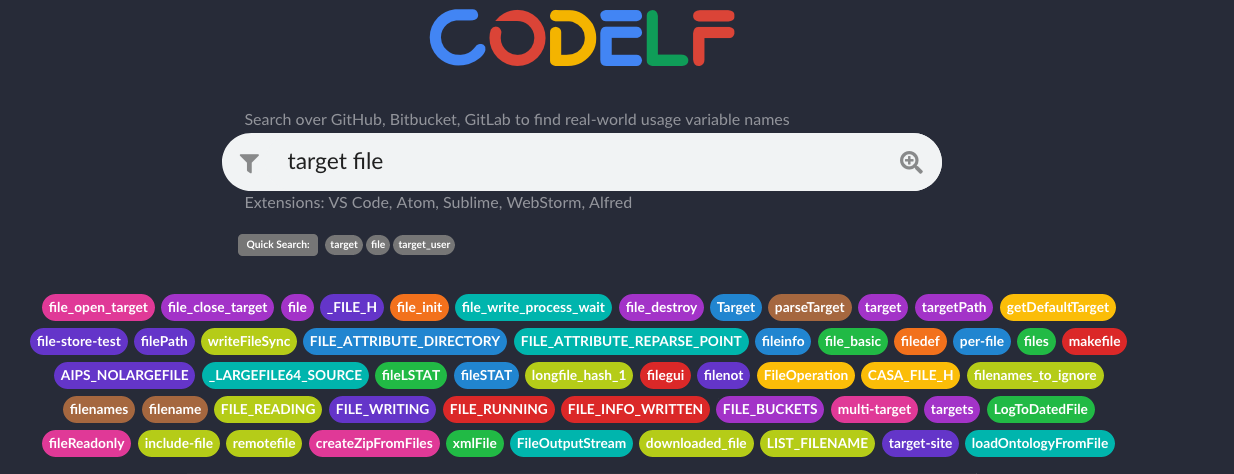 CODELF
Search over GitHub, Bitbucket, GitLab to find real-world usage variable names
target file
Extensions: VS Code, Atom, Sublime, WebStorm, Alfred
Quick Search: target file target_user
file_open_target file_close_target file _FILE_H file_init file_write_process_wait file_destroy Target parseTarget target targetPath getDefaultTarget
file-store-test filePath writeFileSync FILE_ATTRIBUTE_DIRECTORY FILE_ATTRIBUTE_REPARSE_POINT fileinfo file_basic filedef per-file files makefile
AIPS_NOLARGEFILE _LARGEFILE64_SOURCE fileLSTAT fileSTAT longfile_hash_1 filegui filenot FileOperation CASA_FILE_H filenames_to_ignore
filenames filename FILE_READING FILE_WRITING FILE_RUNNING FILE_INFO_WRITTEN FILE_BUCKETS multi-target targets LogToDatedFile
fileReadonly include-file remotefile createZipFromFiles xmlFile FileOutputStream downloaded_file LIST_FILENAME target-site loadOntologyFromFile